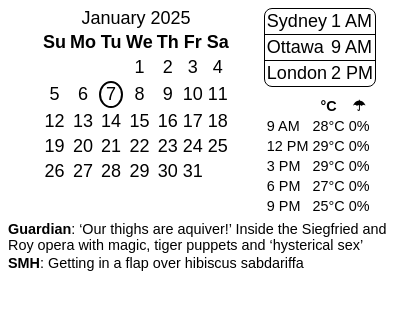 January 2025
Su Mo Tu We Th Fr Sa
1 2 3 4
5 6 7 8 9 10 11
12 13 14 15 16 17 18
19 20 21 22 23 24 25
26 27 28 29 30 31
Sydney 1 AM
Ottawa 9 AM
London 2 PM
°C ☂
9 AM 28°C 0%
12 PM 29°C 0%
3 PM 29°C 0%
6 PM 27°C 0%
9 PM 25°C 0%
Guardian: ‘Our thighs are aquiver!’ Inside the Siegfried and
Roy opera with magic, tiger puppets and ‘hysterical sex’
SMH: Getting in a flap over hibiscus sabdariffa